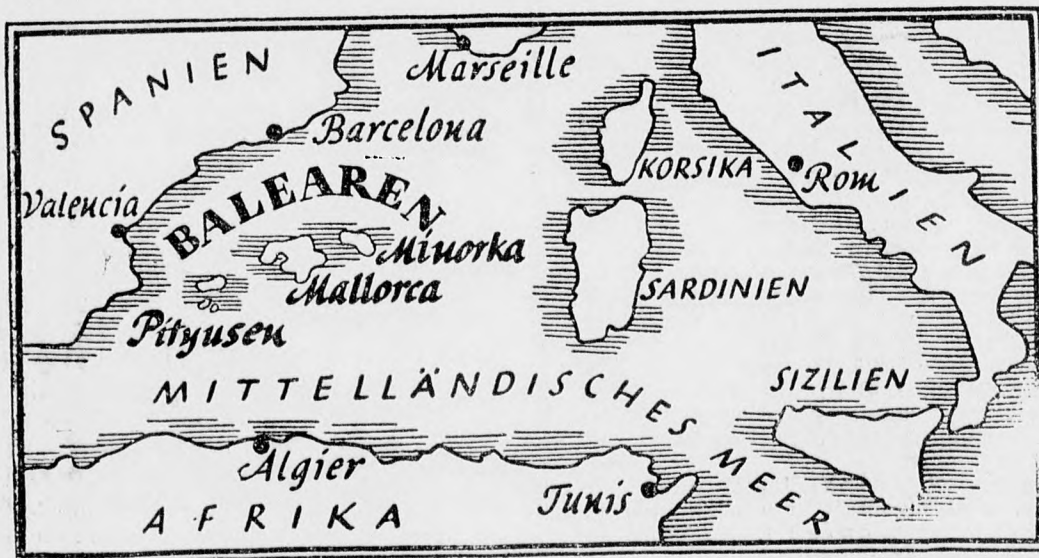 SPANIEN
Marseille
ITALIEN
Barcelona
KORSIKA
Rom
Valencia
BALEAREN
Minorka
Mallorca
SARDINIEN
Pityusen
MITTELLÄNDISCHES MEER
SIZILIEN
Algier
Tunis
AFRIKA